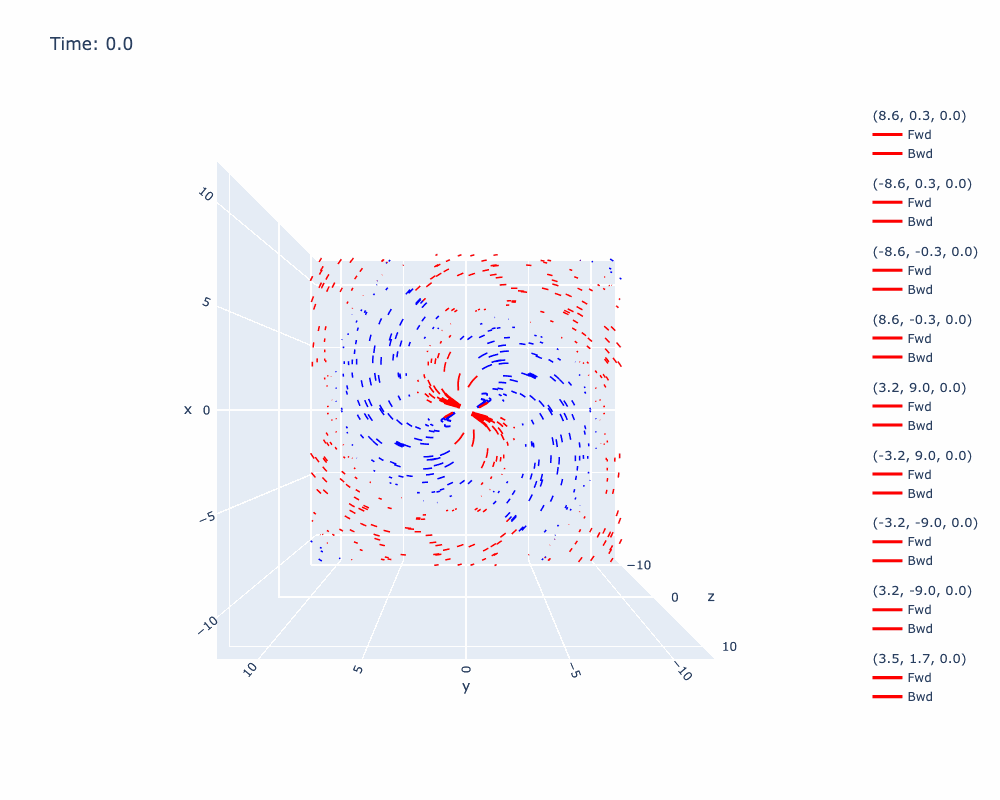 Time: 0.0
(8.6, 0.3, 0.0)
Fwd
Bwd
(-8.6, 0.3, 0.0)
Fwd
Bwd
(-8.6, -0.3, 0.0)
Fwd
Bwd
(8.6, -0.3, 0.0)
Fwd
Bwd
(3.2, 9.0, 0.0)
Fwd
Bwd
(-3.2, 9.0, 0.0)
Fwd
Bwd
(-3.2, -9.0, 0.0)
Fwd
Bwd
(3.2, -9.0, 0.0)
Fwd
Bwd
(3.5, 1.7, 0.0)
Fwd
Bwd
10
5
x 0
−5
−10
−10
0 z
10
10
5
0
−5
−10
y